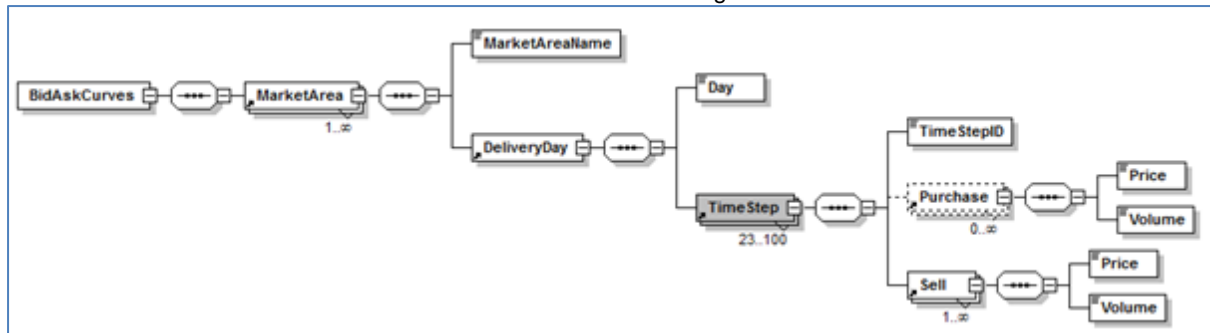 BidAskCurves
MarketArea
1..∞
MarketAreaName
DeliveryDay
Day
TimeStep
23..100
TimeStepID
Purchase
0..∞
Price
Volume
Sell
1..∞
Price
Volume